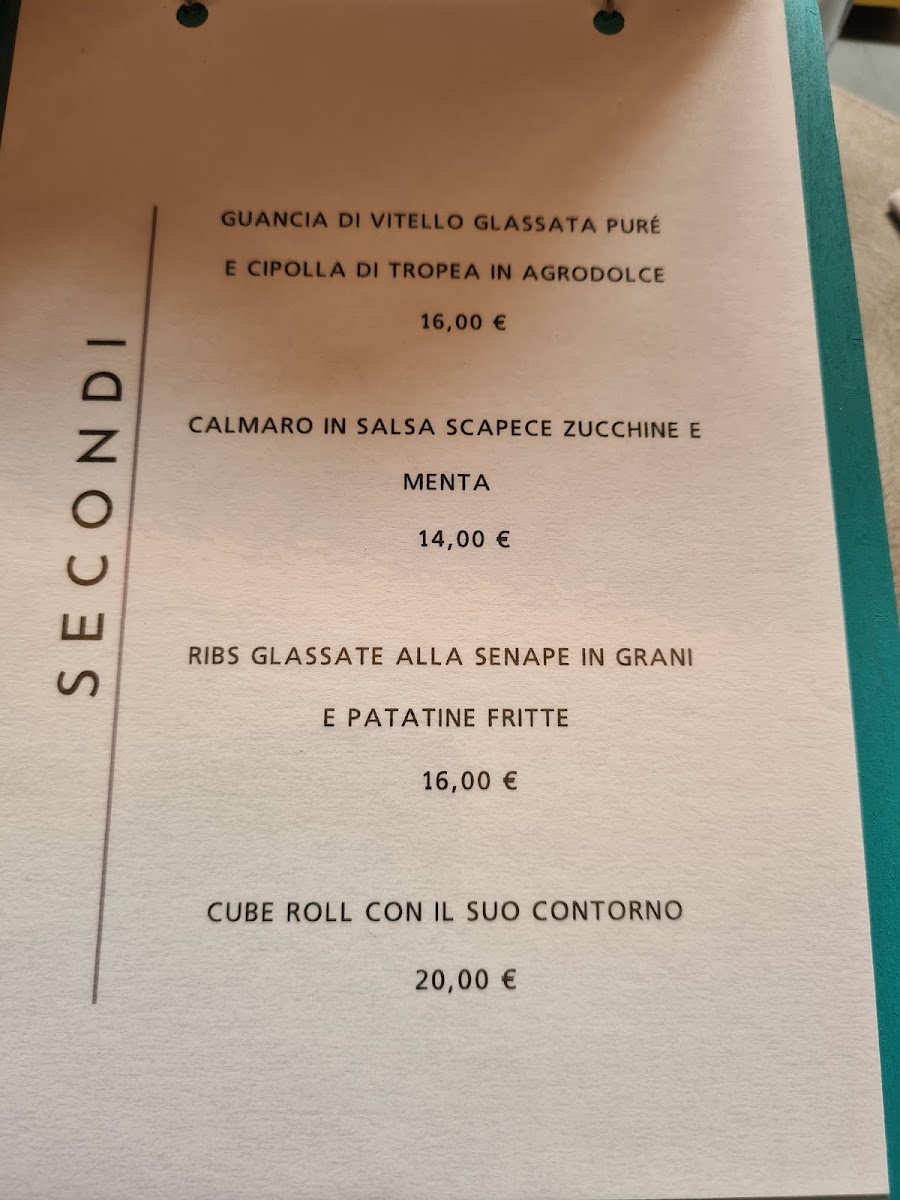 SECONDI
GUANCIA DI VITELLO GLASSATA PURÉ
E CIPOLLA DI TROPEA IN AGRODOLCE
16,00 €
CALMARO IN SALSA SCAPECE ZUCCHINE E
MENTA
14,00 €
RIBS GLASSATE ALLA SENAPE IN GRANI
E PATATINE FRITTE
16,00 €
CUBE ROLL CON IL SUO CONTORNO
20,00 €